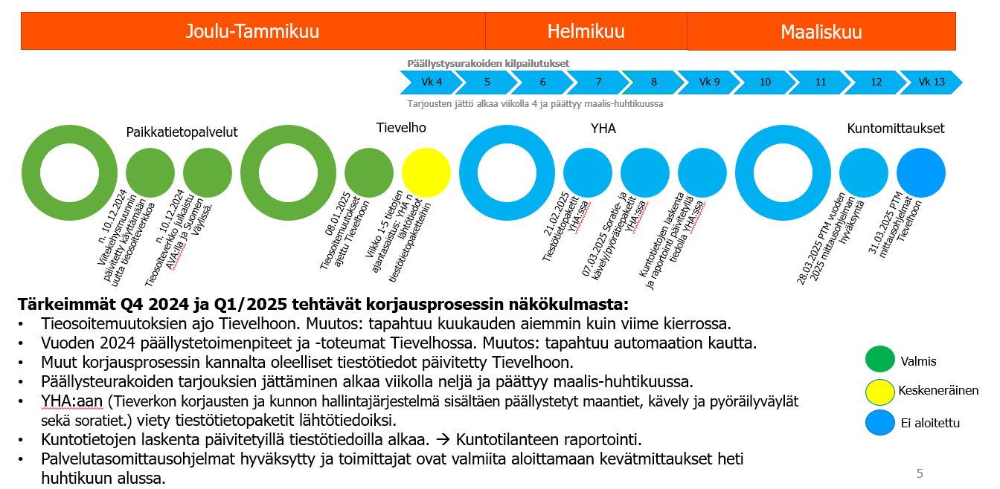 Joulu-Tammikuu
Helmikuu
Maaliskuu
Päällystysurakoiden kilpailutukset
Vk 4
5
6
7
8
Vk 9
10
11
12
Vk 13
Tarjousten jättö alkaa viikolla 4 ja päättyy maalis-huhtikuussa
Paikkatietopalvelut
n. 10.12.2024
Viitekehysmuunnin
päivitetty käyttämään
uutta tieosoiteverkkoa
n. 10.12.2024
Tieosoiteverkko julkaistu
AVA:lla ja Suomen
Väylissä.
Tievelho
08.01.2025
Tieosoitemuutokset
ajettu Tievelhoon
Viikko 1-5 tietojen
ajantasaistus: YHA n
lähtötiedot
tiestötietopaketteihin
YHA
21.02.2025
Tiestötietopaketit
YHA:ssa
07.03.2025 Soratie- ja
kävely/pyörätiepaketit
YHA:ssa
Kuntotietojen laskenta
ja raportointi päivitetyllä
tiedolla YHA:ssa
Kuntomittaukset
28.03.2025 PTM vuoden
2025 mittausohjelman
hyväksyntä
31.03.2025 PTM
mittausohjelmat
Tievelhoon
Tärkeimmät Q4 2024 ja Q1/2025 tehtävät korjausprosessin näkökulmasta:
• Tieosoitemuutoksien ajo Tievelhoon. Muutos: tapahtuu kuukauden aiemmin kuin viime kierrossa.
• Vuoden 2024 päällystetoimenpiteet ja -toteumat Tievelhossa. Muutos: tapahtuu automaation kautta.
• Muut korjausprosessin kannalta oleelliset tiestötiedot päivitetty Tievelhoon.
• Päällysteurakoiden tarjouksien jättäminen alkaa viikolla neljä ja päättyy maalis-huhtikuussa.
• YHA:aan (Tieverkon korjausten ja kunnon hallintajärjestelmä sisältäen päällystetyt maantiet, kävely ja pyöräilyväylät
sekä soratiet.) viety tiestötietopaketit lähtötiedoiksi.
• Kuntotietojen laskenta päivitetyillä tiestötiedoilla alkaa. → Kuntotilanteen raportointi.
• Palvelutasomittausohjelmat hyväksytty ja toimittajat ovat valmiita aloittamaan kevätmittaukset heti
huhtikuun alussa.
Valmis
Keskeneräinen
Ei aloitettu
5